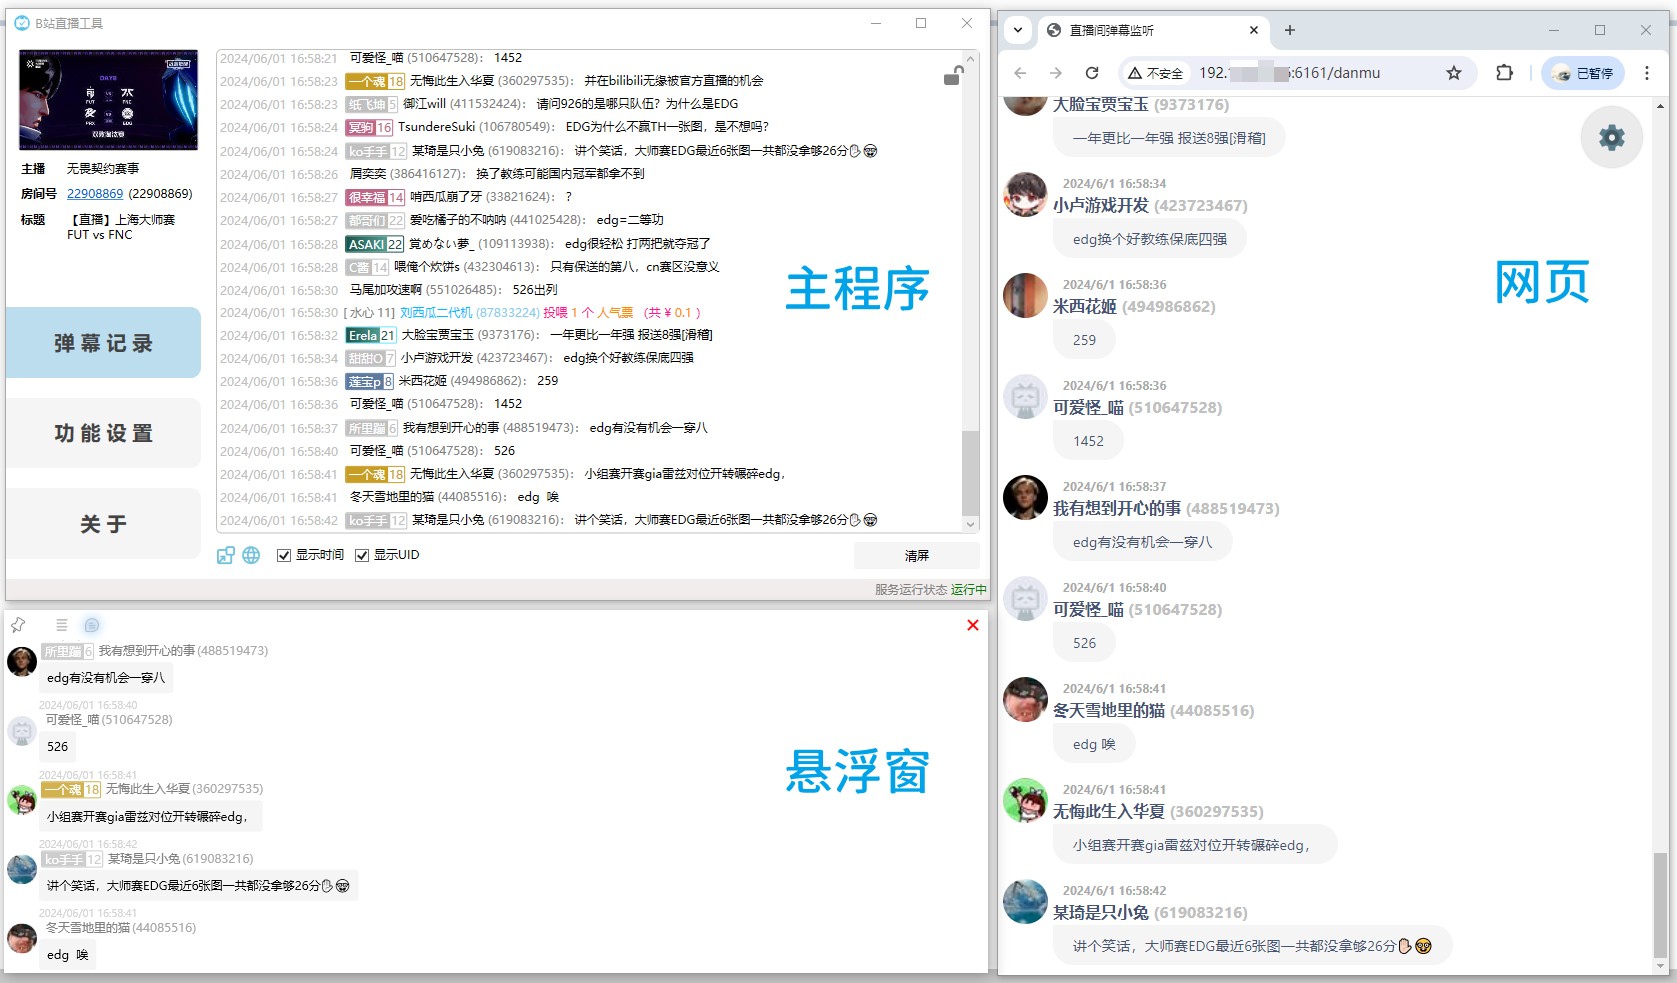 B站直播工具
DAY5
FUT
FNC
VS
PRX
VS
EDG
双败淘汰赛
主播 无畏契约赛事
房间号 22908869 (22908869)
标题 【直播】上海大师赛
FUT vs FNC
弹幕记录
功能设置
关于
2024/06/01 16:58:21 可爱怪_喵 (510647528)： 1452
2024/06/01 16:58:23 一个魂 18 无悔此生入华夏 (360297535)： 并在bilibili无缘被官方直播的机会
2024/06/01 16:58:23 纸飞坤 5 御江will (411532424)： 请问926的是哪只队伍？为什么是EDG
2024/06/01 16:58:24 冥狗 16 TsundereSuki (106780549)： EDG为什么不赢TH一张图，是不想吗？
2024/06/01 16:58:24 ko手手 12 某琦是只小兔 (619083216)： 讲个笑话，大师赛EDG最近6张图一共都没拿够26分✋🤓
2024/06/01 16:58:26 屑奕奕 (386416127)： 换了教练可能国内冠军都拿不到
2024/06/01 16:58:27 很幸福 14 啃西瓜崩了牙 (33821624)： ？
2024/06/01 16:58:27 都哥们 22 爱吃橘子的不呐呐 (441025428)： edg=二等功
2024/06/01 16:58:28 ASAKI 22 覚めない夢_ (109113938)： edg很轻松 打两把就夺冠了
2024/06/01 16:58:28 C酱 14 喂俺个炊饼s (432304613)： 只有保送的第八，cn赛区没意义
2024/06/01 16:58:30 马尾加攻速啊 (551026485)： 526出列
2024/06/01 16:58:30 [ 水心 11] 刘西瓜二代机 (87833224) 投喂 1 个 人气票 （共 ¥ 0.1 ）
2024/06/01 16:58:32 Erela 21 大脸宝贾宝玉 (9373176)： 一年更比一年强 报送8强[滑稽]
2024/06/01 16:58:34 甜甜O 7 小卢游戏开发 (423723467)： edg换个好教练保底四强
2024/06/01 16:58:36 莲宝p 8 米西花姬 (494986862)： 259
2024/06/01 16:58:36 可爱怪_喵 (510647528)： 1452
2024/06/01 16:58:37 所里蹦 6 我有想到开心的事 (488519473)： edg有没有机会一穿八
2024/06/01 16:58:40 可爱怪_喵 (510647528)： 526
2024/06/01 16:58:41 一个魂 18 无悔此生入华夏 (360297535)： 小组赛开赛gia雷兹对位开转碾碎edg，
2024/06/01 16:58:41 冬天雪地里的猫 (44085516)： edg 唉
2024/06/01 16:58:42 ko手手 12 某琦是只小兔 (619083216)： 讲个笑话，大师赛EDG最近6张图一共都没拿够26分✋🤓
主程序
显示时间 显示UID 清屏
服务运行状态 运行中
所里蹦 6 我有想到开心的事(488519473)
edg有没有机会一穿八
2024/06/01 16:58:40
可爱怪_喵(510647528)
526
2024/06/01 16:58:41
一个魂 18 无悔此生入华夏(360297535)
小组赛开赛gia雷兹对位开转碾碎edg，
2024/06/01 16:58:42
ko手手 12 某琦是只小兔(619083216)
讲个笑话，大师赛EDG最近6张图一共都没拿够26分✋🤓
2024/06/01 16:58:41
冬天雪地里的猫(44085516)
edg 唉
悬浮窗
直播间弹幕监听
不安全 192. :6161/danmu 已暂停
大脸宝贾宝玉 (9373176)
一年更比一年强 报送8强[滑稽]
2024/6/1 16:58:34
小卢游戏开发 (423723467)
edg换个好教练保底四强
2024/6/1 16:58:36
米西花姬 (494986862)
259
2024/6/1 16:58:36
可爱怪_喵 (510647528)
1452
2024/6/1 16:58:37
我有想到开心的事 (488519473)
edg有没有机会一穿八
2024/6/1 16:58:40
可爱怪_喵 (510647528)
526
2024/6/1 16:58:41
冬天雪地里的猫 (44085516)
edg 唉
2024/6/1 16:58:41
无悔此生入华夏 (360297535)
小组赛开赛gia雷兹对位开转碾碎edg，
2024/6/1 16:58:42
某琦是只小兔 (619083216)
讲个笑话，大师赛EDG最近6张图一共都没拿够26分✋🤓
网页